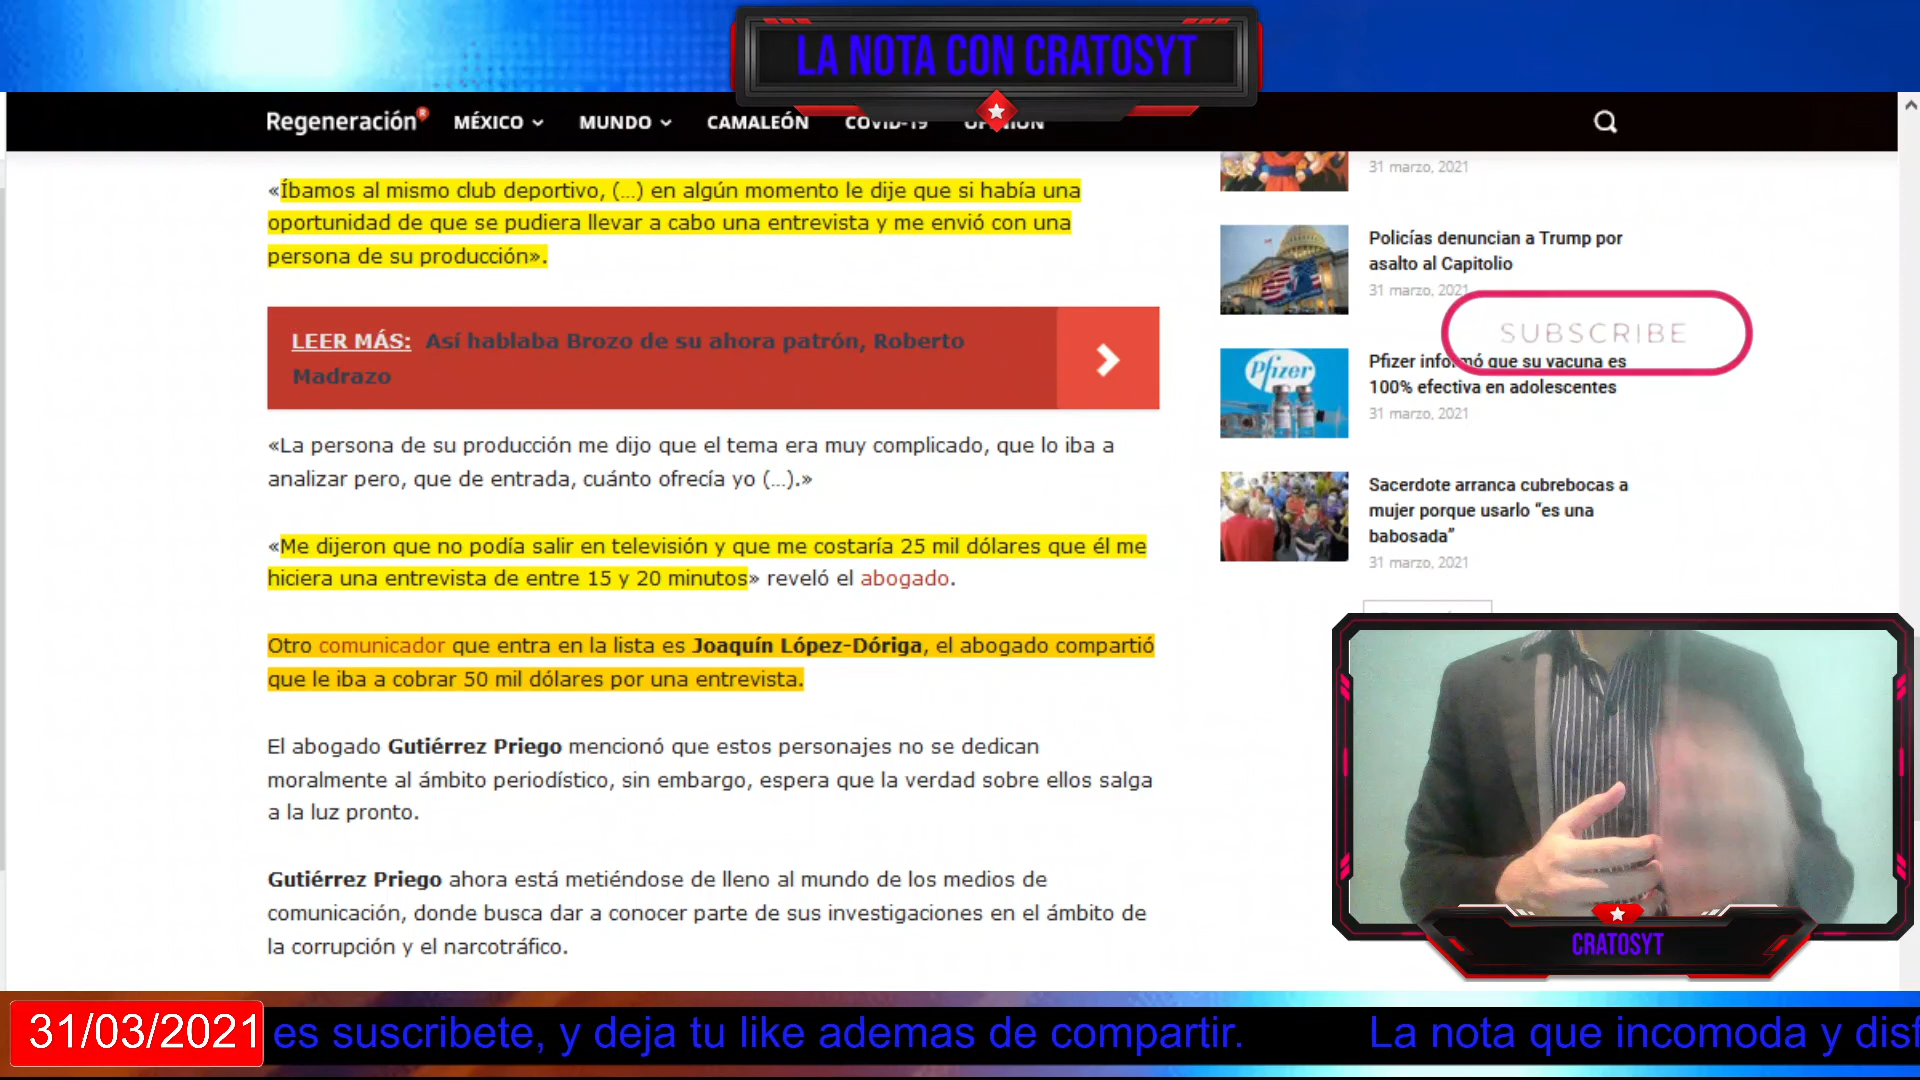 LA NOTA CON CRATOSYT
Regeneración
MÉXICO
MUNDO
CAMALEÓN
COVID-19
OPINIÓN
«Íbamos al mismo club deportivo, (...) en algún momento le dije que si había una
oportunidad de que se pudiera llevar a cabo una entrevista y me envió con una
persona de su producción».
LEER MÁS: Así hablaba Brozo de su ahora patrón, Roberto
Madrazo
«La persona de su producción me dijo que el tema era muy complicado, que lo iba a
analizar pero, que de entrada, cuánto ofrecía yo (...).»
«Me dijeron que no podía salir en televisión y que me costaría 25 mil dólares que él me
hiciera una entrevista de entre 15 y 20 minutos» reveló el abogado.
Otro comunicador que entra en la lista es Joaquín López-Dóriga, el abogado compartió
que le iba a cobrar 50 mil dólares por una entrevista.
El abogado Gutiérrez Priego mencionó que estos personajes no se dedican
moralmente al ámbito periodístico, sin embargo, espera que la verdad sobre ellos salga
a la luz pronto.
Gutiérrez Priego ahora está metiéndose de lleno al mundo de los medios de
comunicación, donde busca dar a conocer parte de sus investigaciones en el ámbito de
la corrupción y el narcotráfico.
31 marzo, 2021
Policías denuncian a Trump por
asalto al Capitolio
31 marzo, 2021
SUBSCRIBE
Pfizer
Pfizer informó que su vacuna es
100% efectiva en adolescentes
31 marzo, 2021
Sacerdote arranca cubrebocas a
mujer porque usarlo “es una
babosada”
31 marzo, 2021
CRATOSYT
31/03/2021
es suscribete, y deja tu like ademas de compartir.
La nota que incomoda y disf